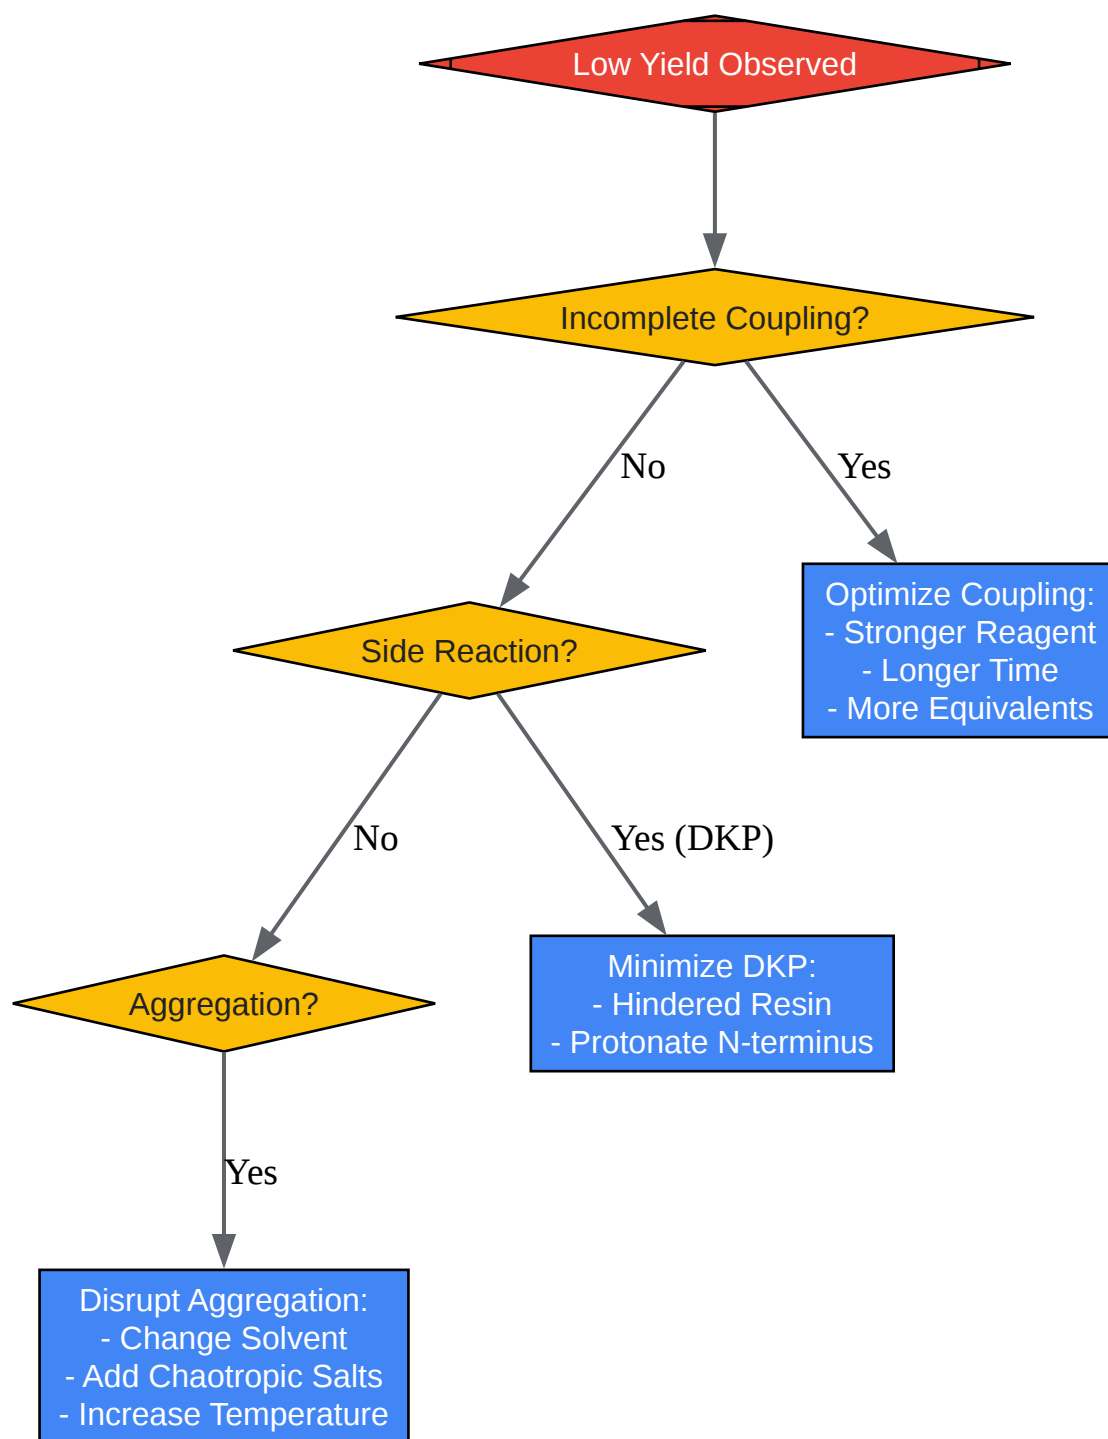 Low Yield Observed
Incomplete Coupling?
No
Yes
Optimize Coupling:
- Stronger Reagent
- Longer Time
- More Equivalents
Side Reaction?
No
Yes (DKP)
Minimize DKP:
- Hindered Resin
- Protonate N-terminus
Aggregation?
Yes
Disrupt Aggregation:
- Change Solvent
- Add Chaotropic Salts
- Increase Temperature